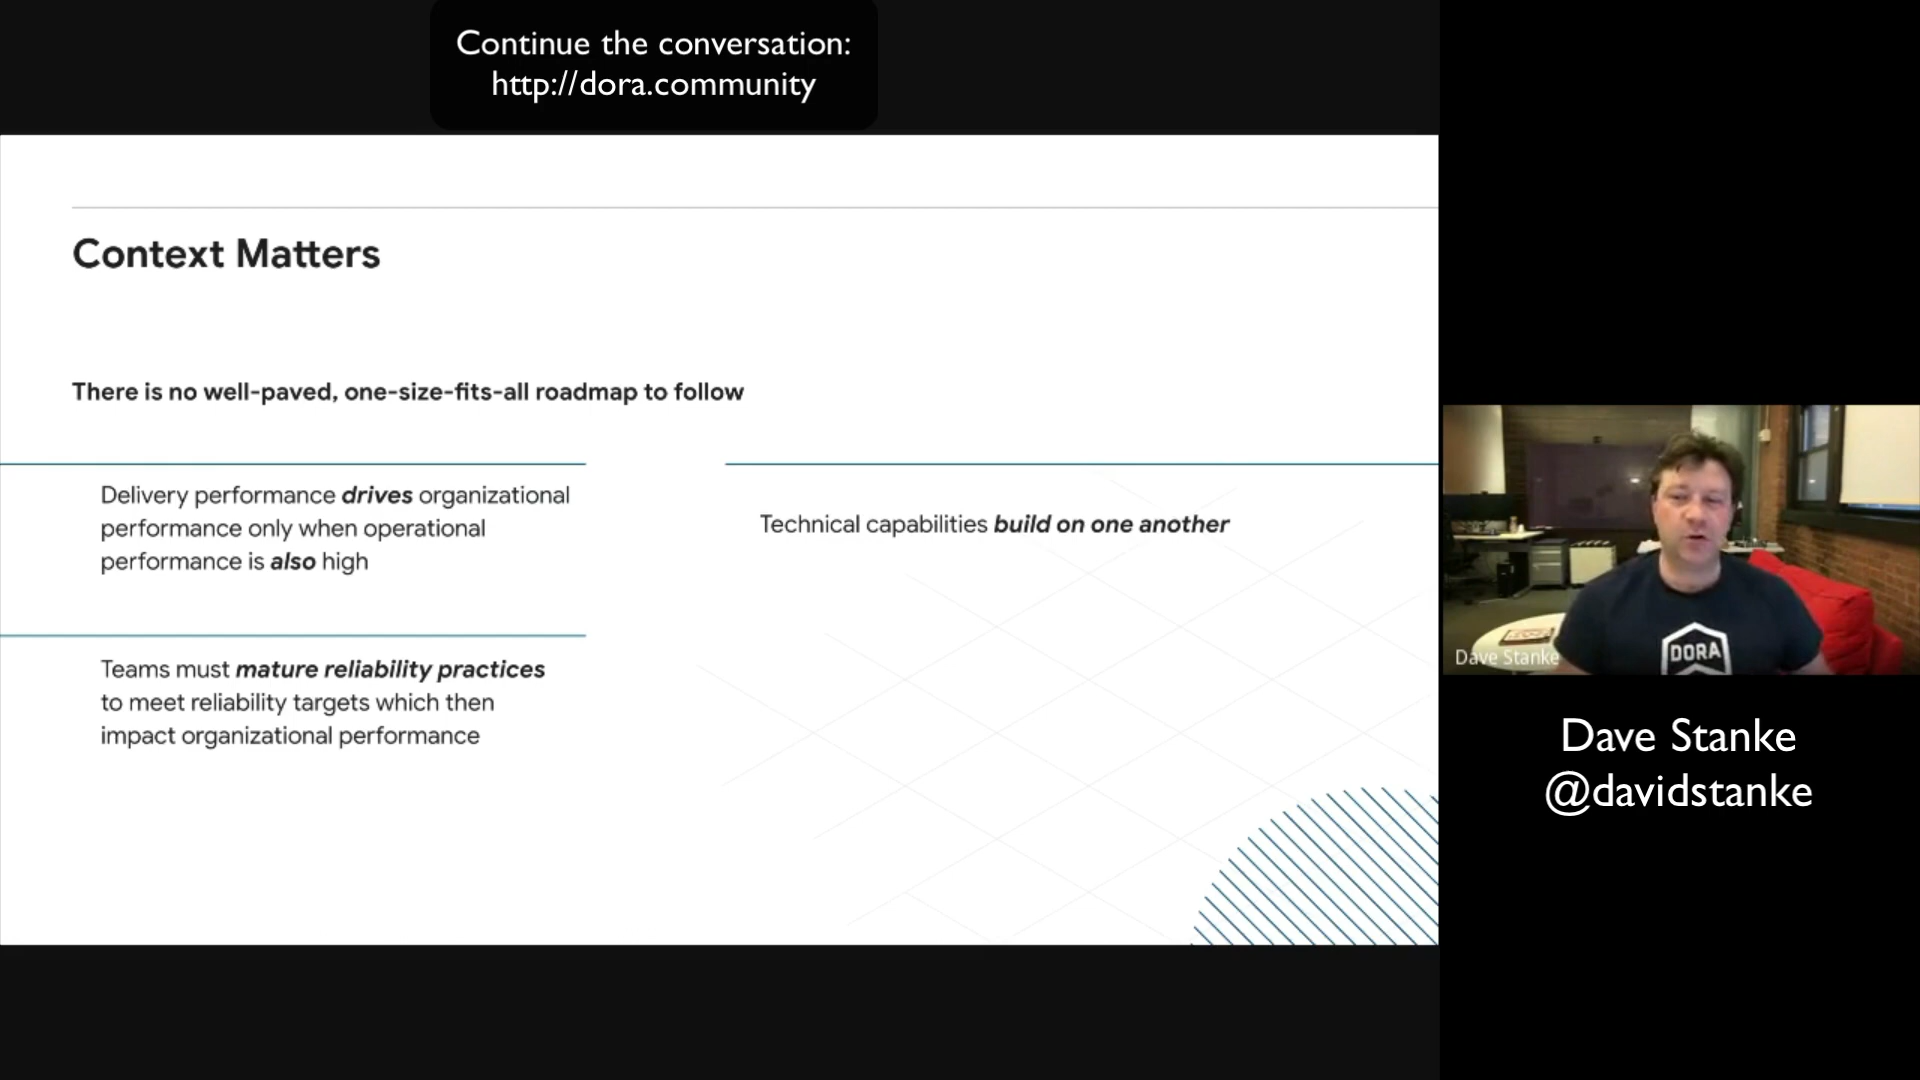 Continue the conversation:
http://dora.community
Context Matters
There is no well-paved, one-size-fits-all roadmap to follow
Delivery performance drives organizational
performance only when operational
performance is also high
Technical capabilities build on one another
Teams must mature reliability practices
to meet reliability targets which then
impact organizational performance
Dave Stanke
DORA
Dave Stanke
@davidstanke